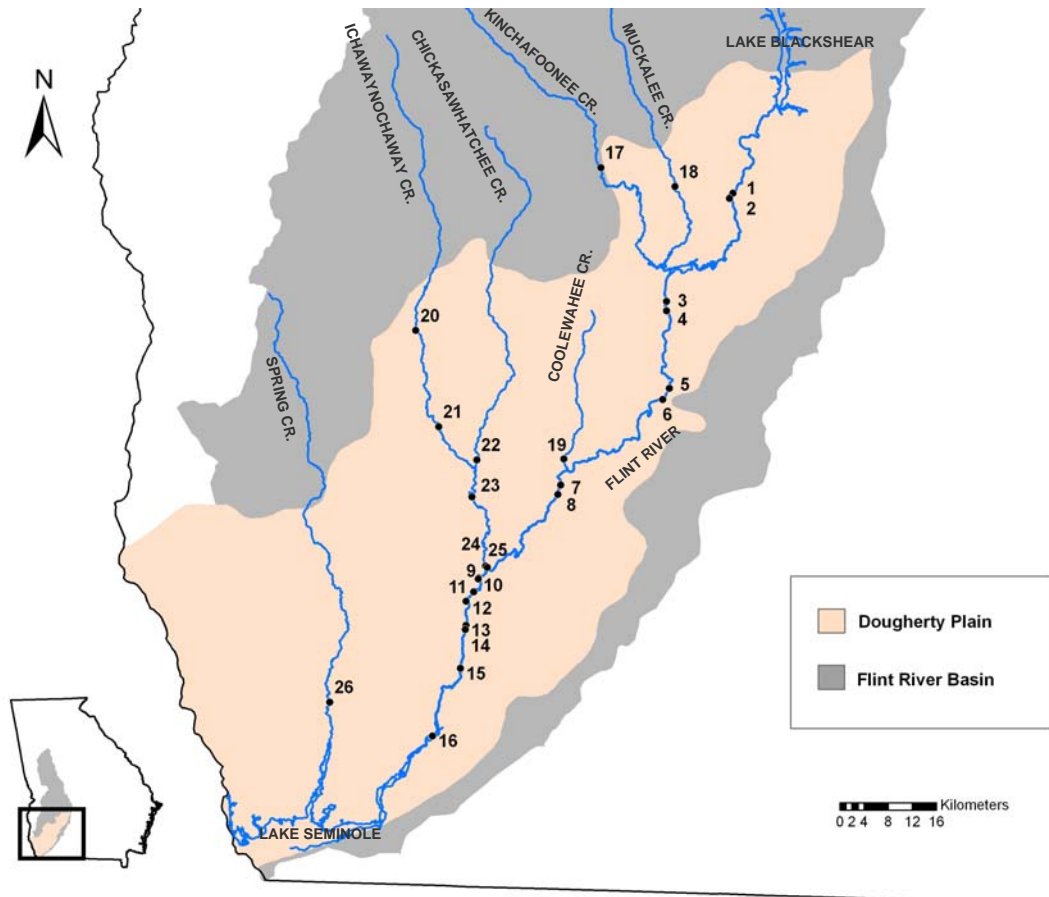 N
ICHAWAYNOCHAWAY CR.
CHICKASAWHATCHEE CR.
KINCHAFOONEE CR.
MUCKALEE CR.
LAKE BLACKSHEAR
17
18
1
2
COOLEWAHEE CR.
3
4
20
SPRING CR.
5
6
21
22
19
FLINT RIVER
7
8
23
24
25
9
10
11
12
13
14
15
26
16
LAKE SEMINOLE
Dougherty Plain
Flint River Basin
Kilometers
0 2 4 8 12 16